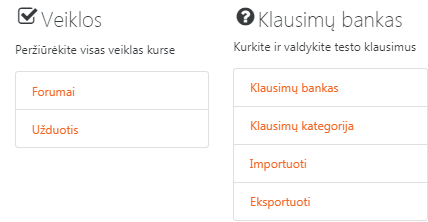 Veiklos
Peržiūrėkite visas veiklas kurse
Forumai
Užduotis
Klausimų bankas
Kurkite ir valdykite testo klausimus
Klausimų bankas
Klausimų kategorija
Importuoti
Eksportuoti